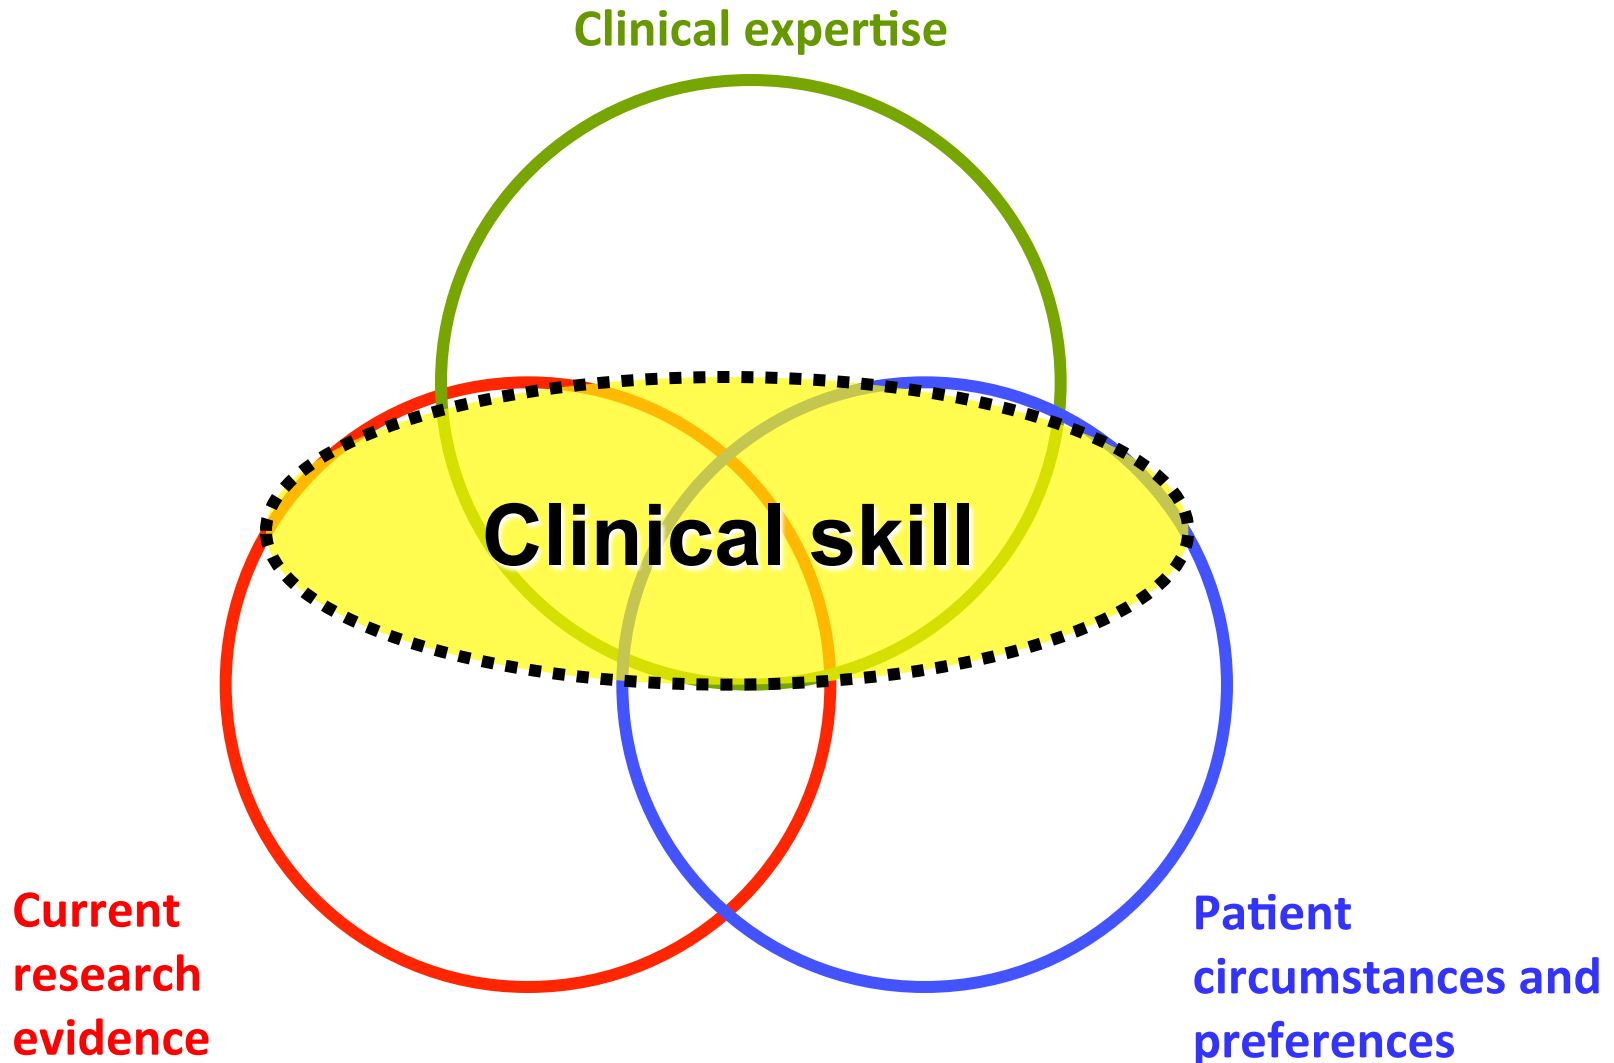 Clinical expertise
Clinical skill
Current
research
evidence
Patient
circumstances and
preferences